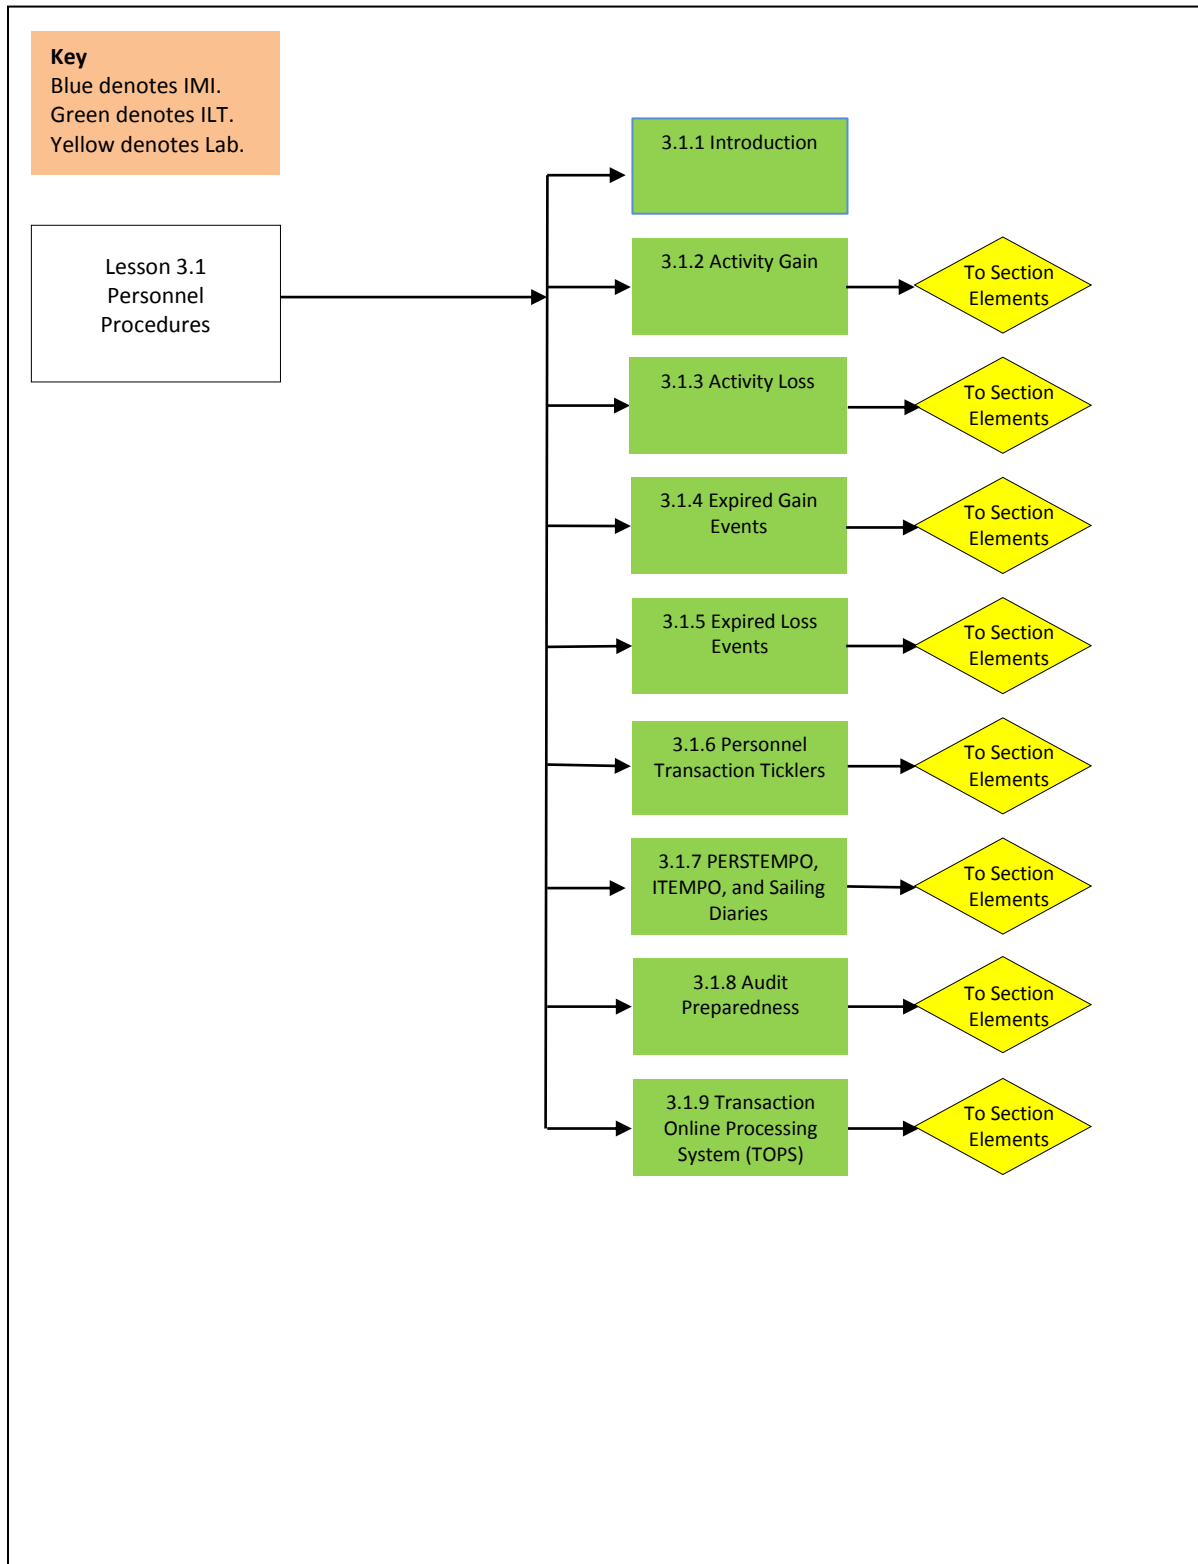 Key
Blue denotes IMI.
Green denotes ILT.
Yellow denotes Lab.
Lesson 3.1
Personnel
Procedures
3.1.1 Introduction
3.1.2 Activity Gain
To Section
Elements
3.1.3 Activity Loss
To Section
Elements
3.1.4 Expired Gain
Events
To Section
Elements
3.1.5 Expired Loss
Events
To Section
Elements
3.1.6 Personnel
Transaction Ticklers
To Section
Elements
3.1.7 PERSTEMPO,
ITEMPO, and Sailing
Diaries
To Section
Elements
3.1.8 Audit
Preparedness
To Section
Elements
3.1.9 Transaction
Online Processing
System (TOPS)
To Section
Elements